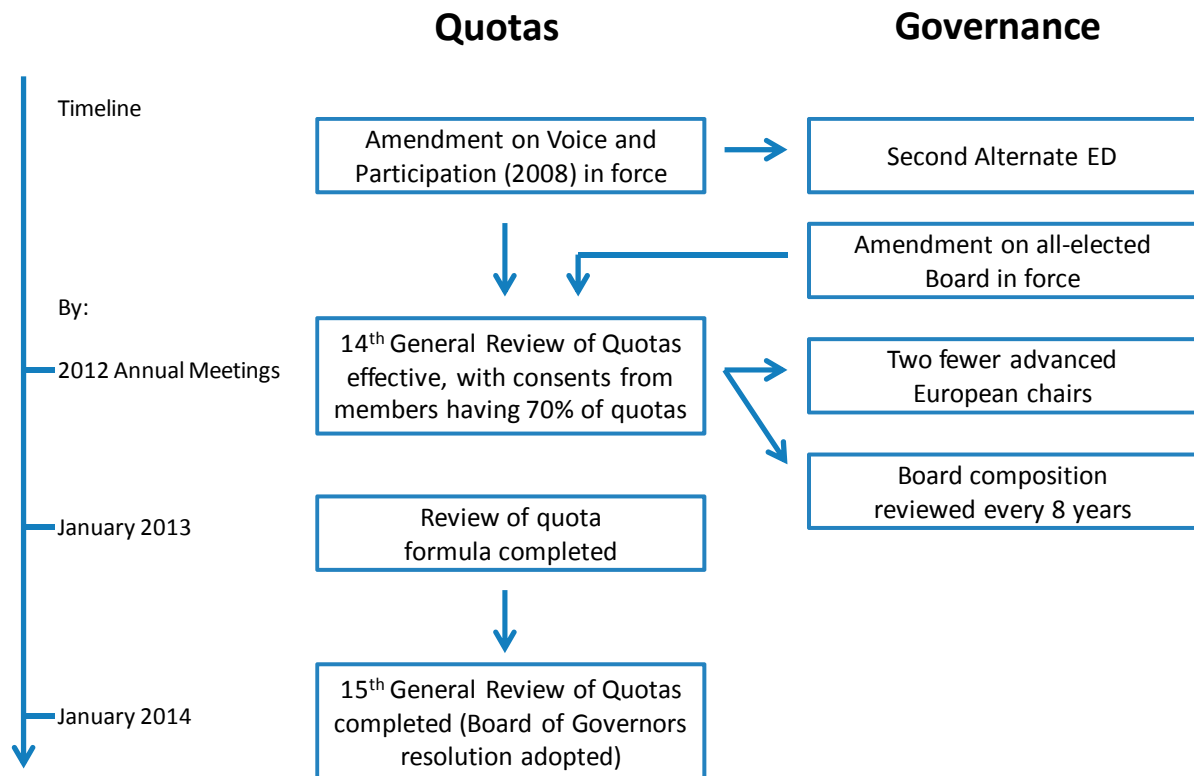 Quotas
Governance
Timeline
Amendment on Voice and
Participation (2008) in force
Second Alternate ED
Amendment on all-elected
Board in force
By:
2012 Annual Meetings
14th General Review of Quotas
effective, with consents from
members having 70% of quotas
Two fewer advanced
European chairs
Board composition
reviewed every 8 years
January 2013
Review of quota
formula completed
January 2014
15th General Review of Quotas
completed (Board of Governors
resolution adopted)